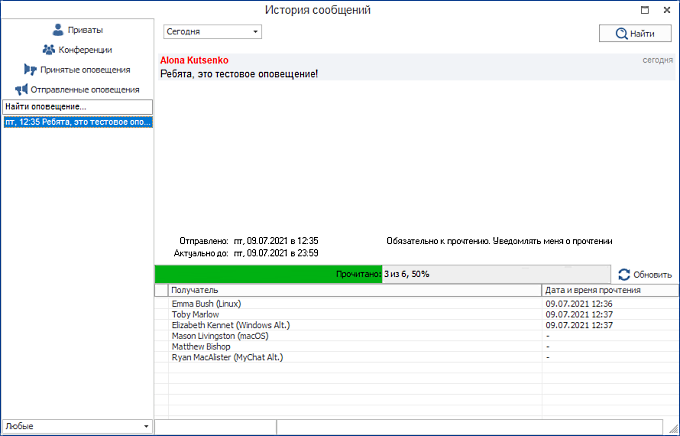 История сообщений
Приваты
Конференции
Принятые оповещения
Отправленные оповещения
Найти оповещение...
пт, 12:35 Ребята, это тестовое опо...
Любые
Сегодня
Найти
Alona Kutsenko
сегодня
Ребята, это тестовое оповещение!
Отправлено: пт, 09.07.2021 в 12:35
Обязательно к прочтению. Уведомлять меня о прочтении
Актуально до: пт, 09.07.2021 в 23:59
Прочитано: 3 из 6, 50%
Обновить
Получатель Дата и время прочтения
Emma Bush (Linux) 09.07.2021 12:36
Toby Marlow 09.07.2021 12:37
Elizabeth Kennet (Windows Alt.) 09.07.2021 12:37
Mason Livingston (macOS) -
Matthew Bishop -
Ryan MacAlister (MyChat Alt.) -